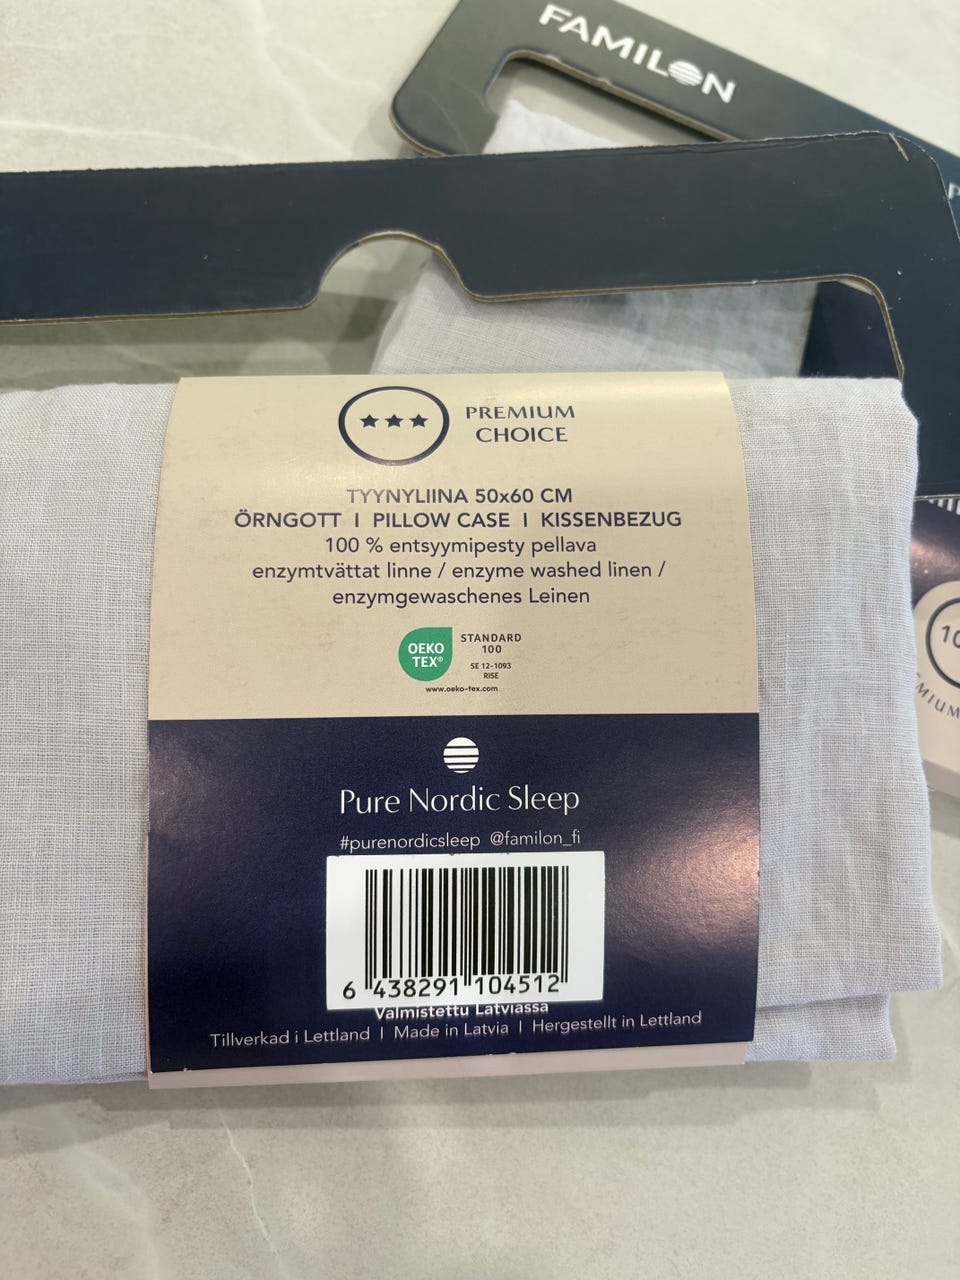 FAMILON
PREMIUM
CHOICE
TYYNYLIINA 50x60 CM
ÖRNGOTT I PILLOW CASE I KISSENBEZUG
100 % entsyymipesty pellava
enzymtvättat linne / enzyme washed linen /
enzymgewaschenes Leinen
OEKO
TEX®
STANDARD
100
SE 12-1093
RISE
www.oeko-tex.com
Pure Nordic Sleep
#purenordicsleep @familon_fi
6 438291 104512
Valmistettu Latviassa
Tillverkad i Lettland I Made in Latvia I Hergestellt in Lettland